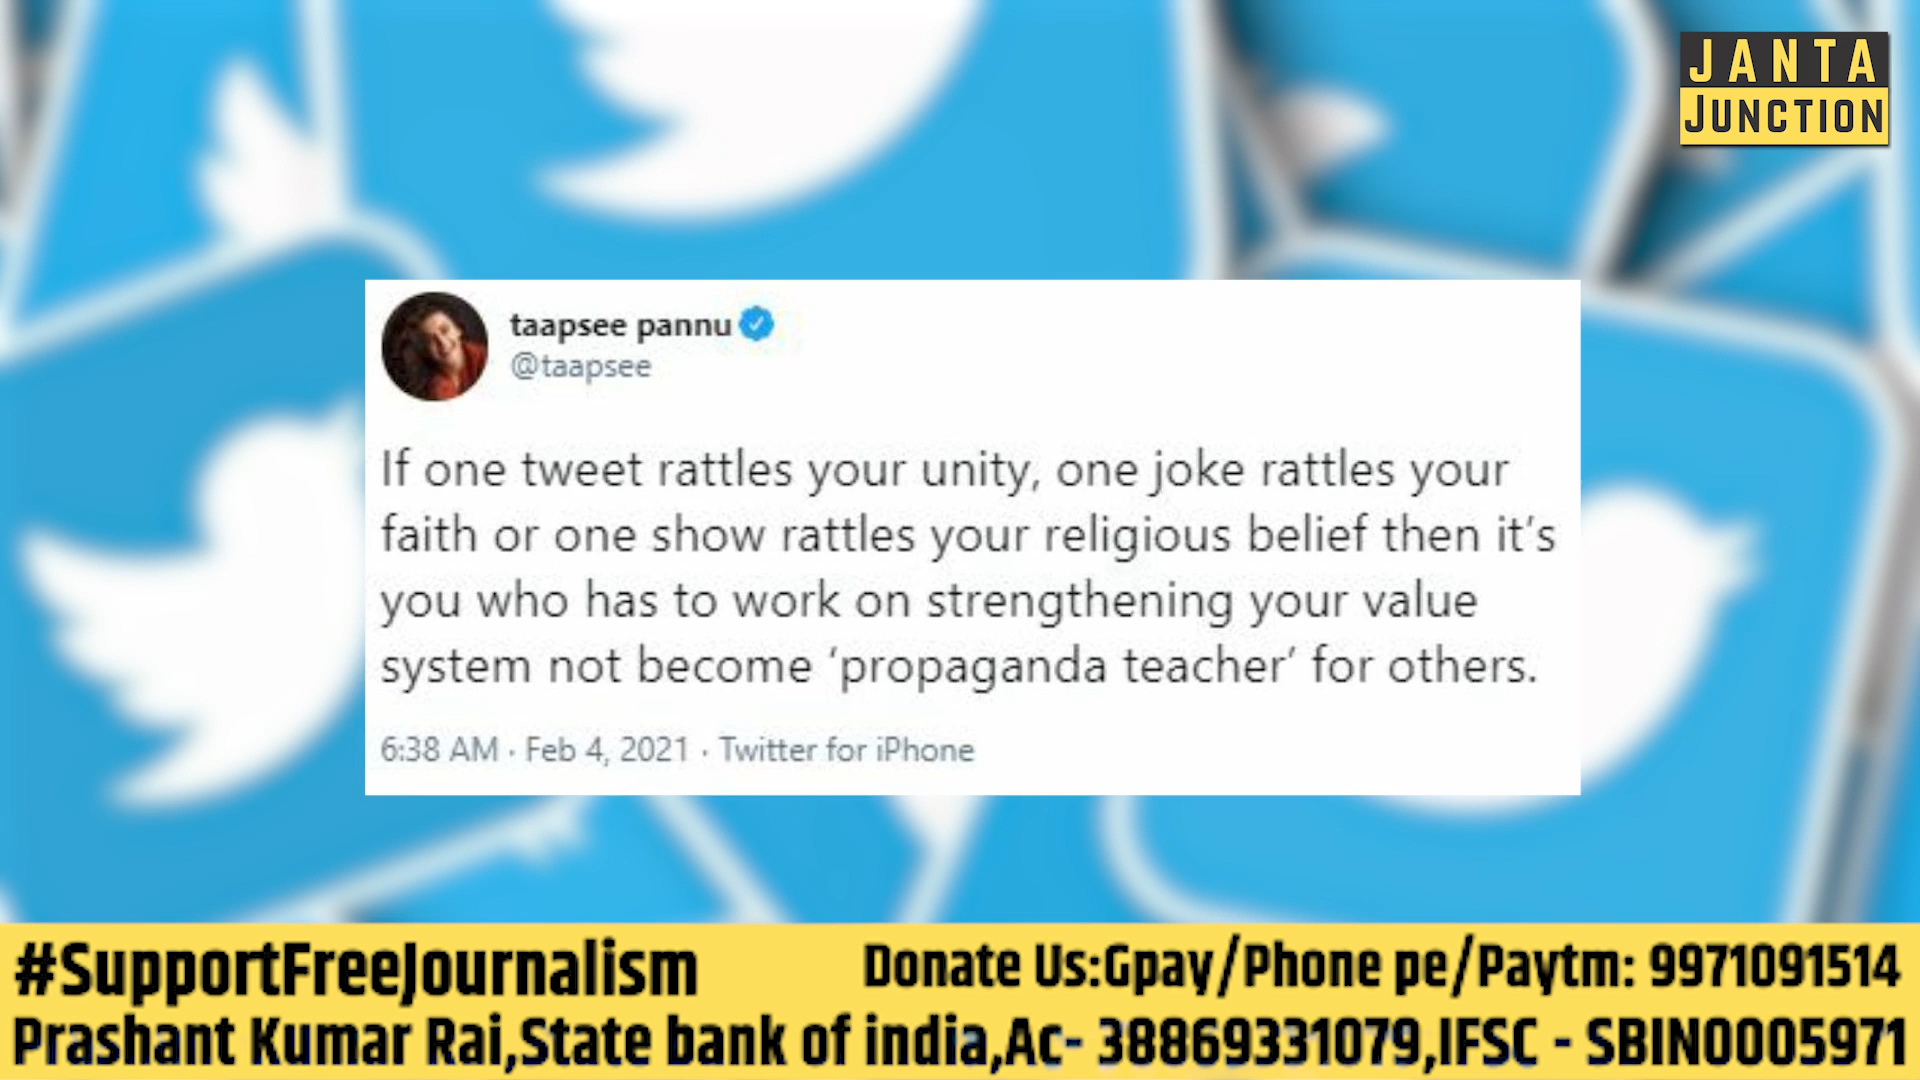 JANTA
JUNCTION
taapsee pannu
@taapsee
If one tweet rattles your unity, one joke rattles your
faith or one show rattles your religious belief then it's
you who has to work on strengthening your value
system not become 'propaganda teacher' for others.
6:38 AM · Feb 4, 2021 · Twitter for iPhone
#SupportFreeJournalism
Donate Us:Gpay/Phone pe/Paytm: 9971091514
Prashant Kumar Rai,State bank of india,Ac- 38869331079,IFSC - SBIN0005971